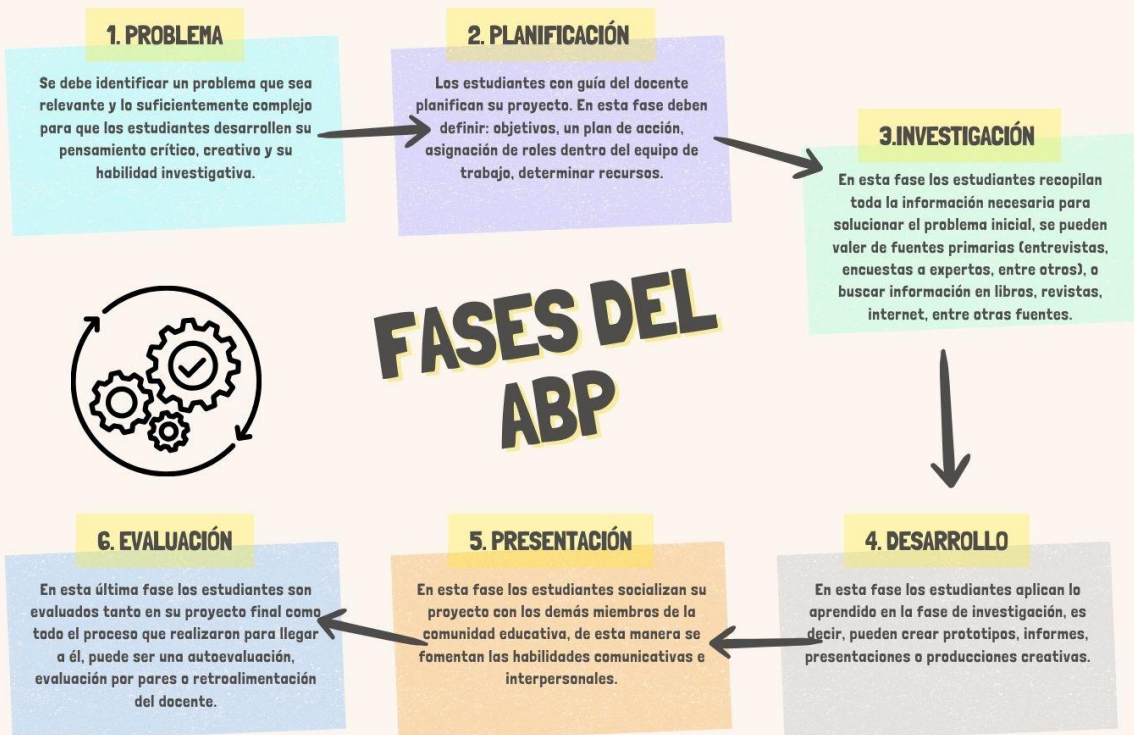 1. PROBLEMA
Se debe identificar un problema que sea
relevante y lo suficientemente complejo
para que los estudiantes desarrollen su
pensamiento crítico, creativo y su
habilidad investigativa.
2. PLANIFICACIÓN
Los estudiantes con guía del docente
planifican su proyecto. En esta fase deben
definir: objetivos, un plan de acción,
asignación de roles dentro del equipo de
trabajo, determinar recursos.
3.INVESTIGACIÓN
En esta fase los estudiantes recopilan
toda la información necesaria para
solucionar el problema inicial, se pueden
valer de fuentes primarias (entrevistas,
encuestas a expertos, entre otros), o
buscar información en libros, revistas,
internet, entre otras fuentes.
FASES DEL
ABP
4. DESARROLLO
En esta fase los estudiantes aplican lo
aprendido en la fase de investigación, es
decir, pueden crear prototipos, informes,
presentaciones o producciones creativas.
5. PRESENTACIÓN
En esta fase los estudiantes socializan su
proyecto con los demás miembros de la
comunidad educativa, de esta manera se
fomentan las habilidades comunicativas e
interpersonales.
6. EVALUACIÓN
En esta última fase los estudiantes son
evaluados tanto en su proyecto final como
todo el proceso que realizaron para llegar
a él, puede ser una autoevaluación,
evaluación por pares o retroalimentación
del docente.